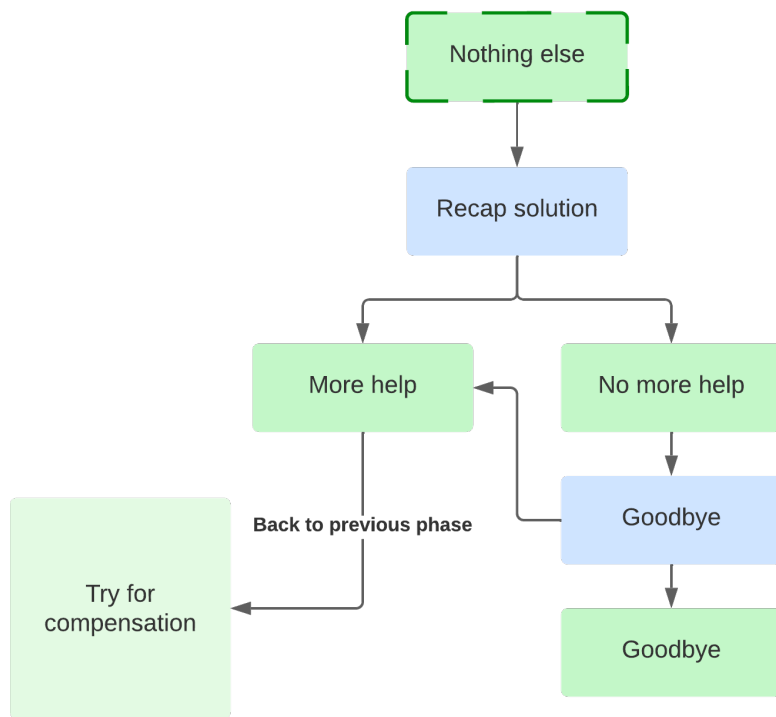 Nothing else
Recap solution
More help
No more help
Back to previous phase
Goodbye
Try for
compensation
Goodbye